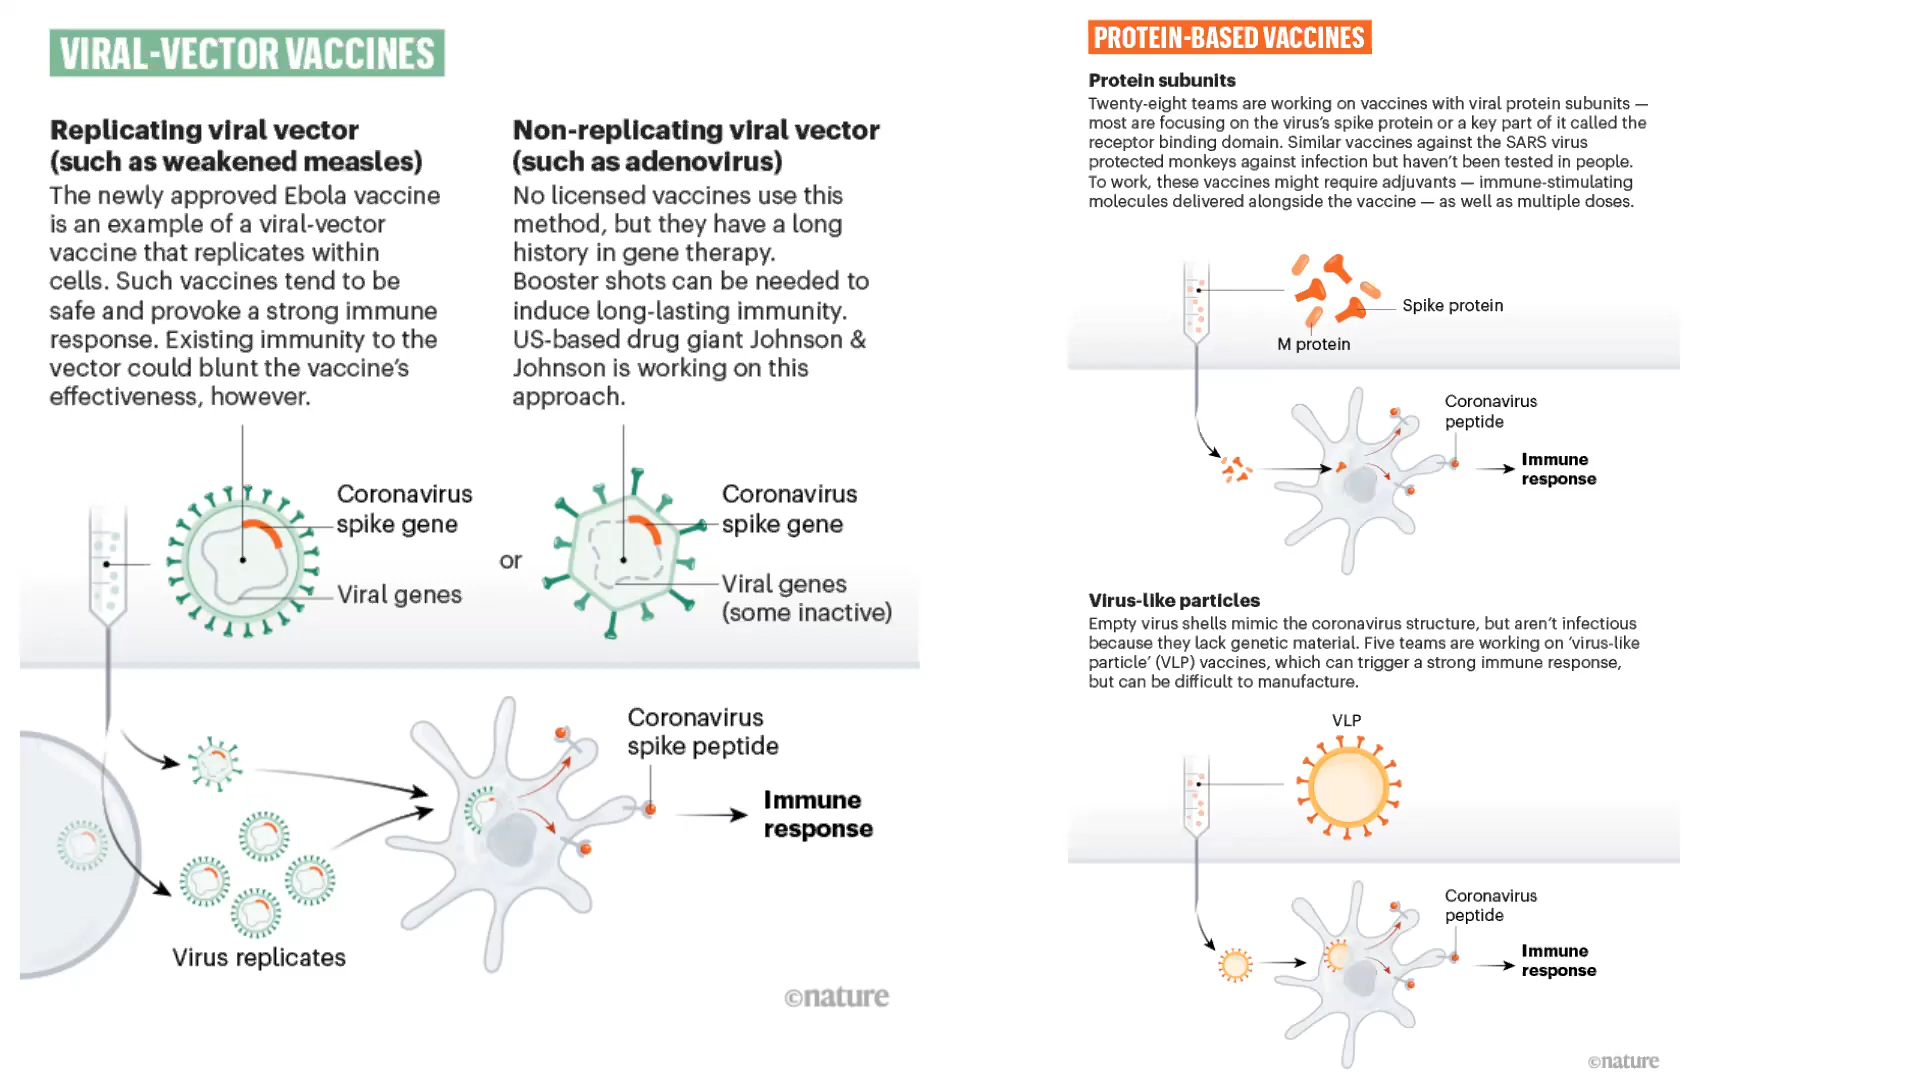 VIRAL-VECTOR VACCINES
Replicating viral vector
(such as weakened measles)
The newly approved Ebola vaccine
is an example of a viral-vector
vaccine that replicates within
cells. Such vaccines tend to be
safe and provoke a strong immune
response. Existing immunity to the
vector could blunt the vaccine's
effectiveness, however.
Non-replicating viral vector
(such as adenovirus)
No licensed vaccines use this
method, but they have a long
history in gene therapy.
Booster shots can be needed to
induce long-lasting immunity.
US-based drug giant Johnson &
Johnson is working on this
approach.
Coronavirus
spike gene
Viral genes
or
Coronavirus
spike gene
Viral genes
(some inactive)
Coronavirus
spike peptide
Immune
response
Virus replicates
©nature
PROTEIN-BASED VACCINES
Protein subunits
Twenty-eight teams are working on vaccines with viral protein subunits —
most are focusing on the virus's spike protein or a key part of it called the
receptor binding domain. Similar vaccines against the SARS virus
protected monkeys against infection but haven't been tested in people.
To work, these vaccines might require adjuvants — immune-stimulating
molecules delivered alongside the vaccine — as well as multiple doses.
Spike protein
M protein
Coronavirus
peptide
Immune
response
Virus-like particles
Empty virus shells mimic the coronavirus structure, but aren't infectious
because they lack genetic material. Five teams are working on 'virus-like
particle' (VLP) vaccines, which can trigger a strong immune response,
but can be difficult to manufacture.
VLP
Coronavirus
peptide
Immune
response
©nature